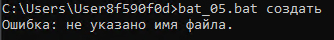 C:\Users\User8f590f0d>bat_05.bat создать
Ошибка: не указано имя файла.